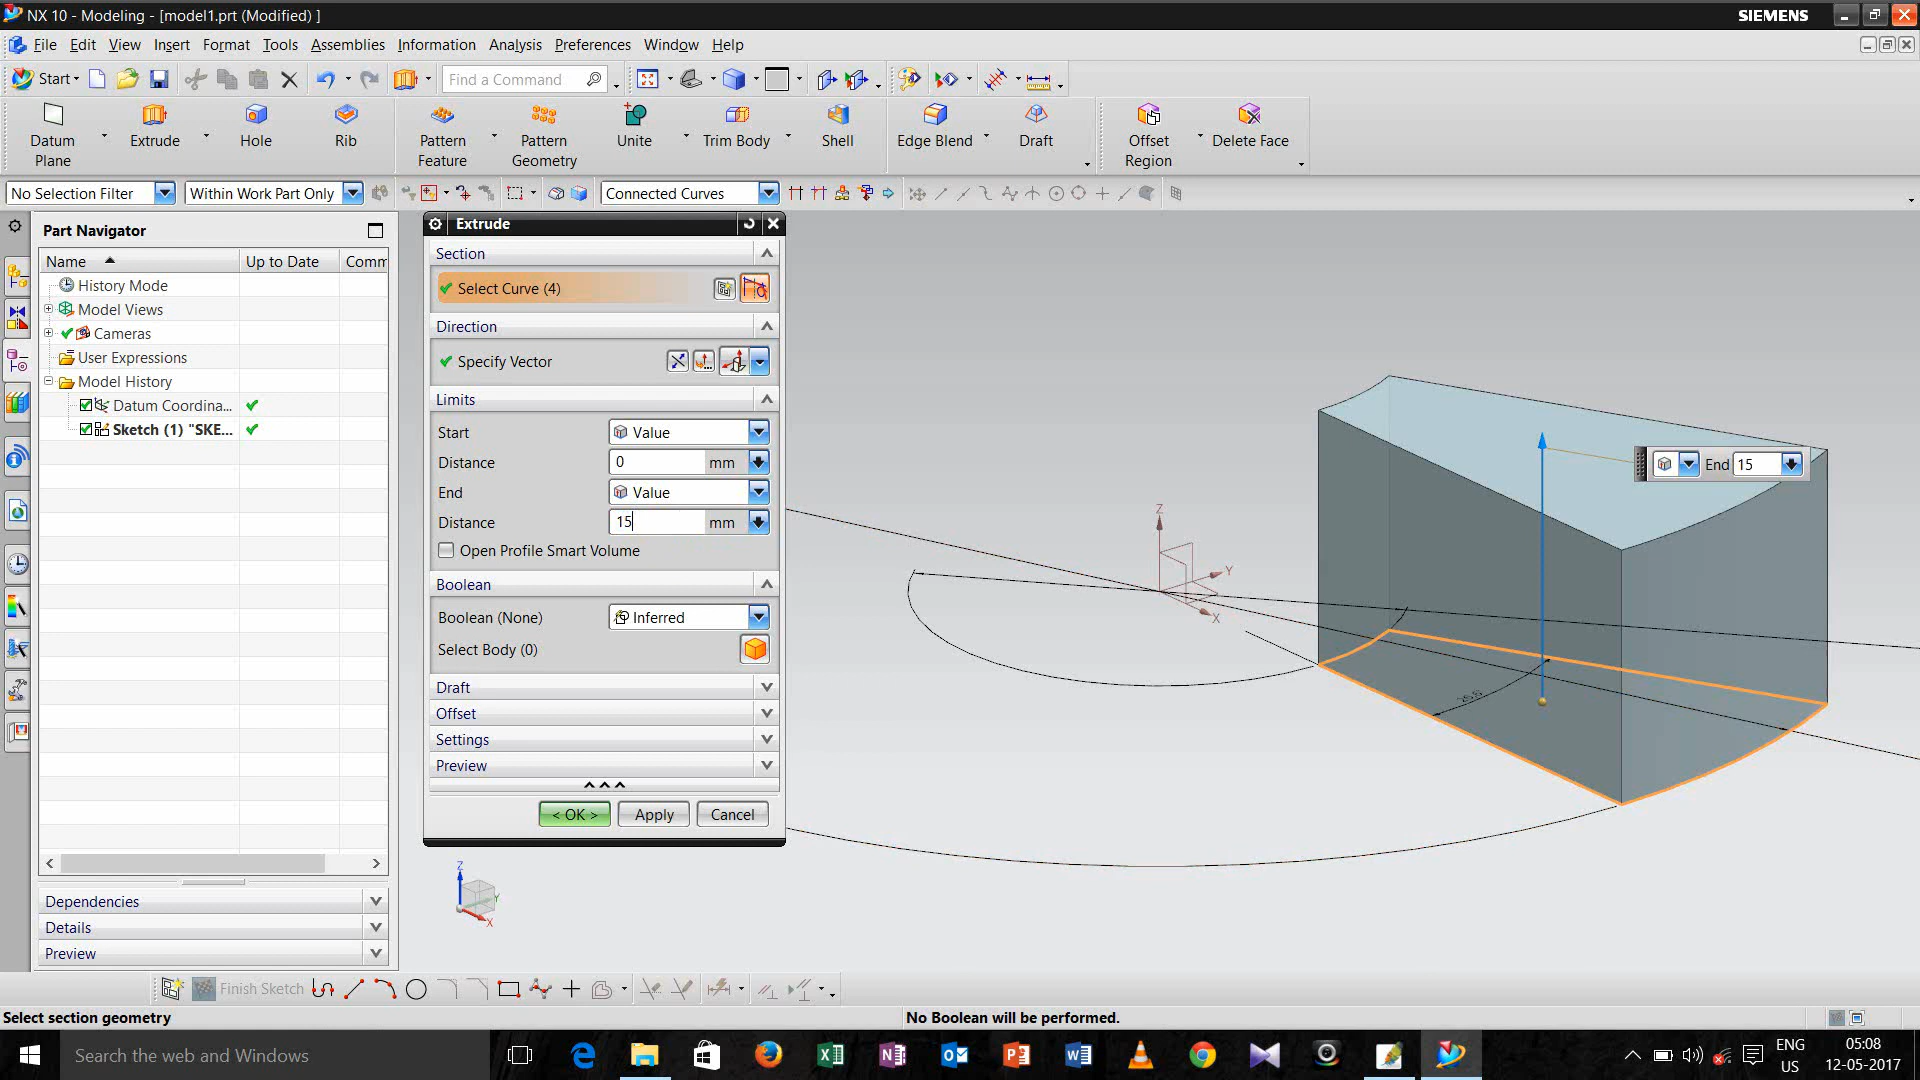 NX 10 - Modeling - [model1.prt (Modified) ]
SIEMENS
File Edit View Insert Format Tools Assemblies Information Analysis Preferences Window Help
Start Find a Command
Datum Plane
Extrude
Hole
Rib
Pattern Feature
Pattern Geometry
Unite
Trim Body
Shell
Edge Blend
Draft
Offset Region
Delete Face
No Selection Filter Within Work Part Only Connected Curves
Part Navigator
Name Up to Date Comm
History Mode
Model Views
Cameras
User Expressions
Model History
Datum Coordina...
Sketch (1) "SKE...
Dependencies
Details
Preview
Extrude
Section
Select Curve (4)
Direction
Specify Vector
Limits
Start Value
Distance 0 mm
End Value
Distance 15 mm
Open Profile Smart Volume
Boolean
Boolean (None) Inferred
Select Body (0)
Draft
Offset
Settings
Preview
< OK > Apply Cancel
End 15
Z
Y
X
Z
Y
X
Finish Sketch
Select section geometry
No Boolean will be performed.
Search the web and Windows
ENG
US
05:08
12-05-2017